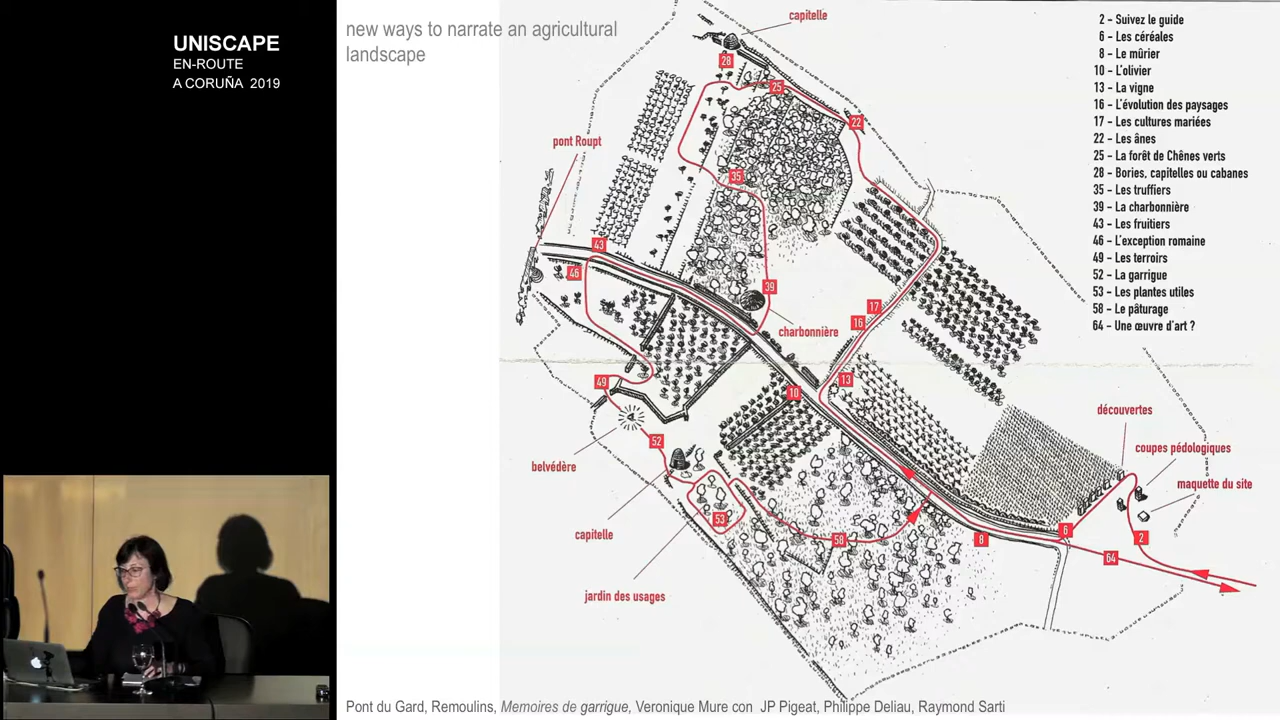 UNISCAPE
EN-ROUTE
A CORUÑA 2019
new ways to narrate an agricultural
landscape
2 – Suivez le guide
6 – Les céréales
8 – Le mûrier
10 – L'olivier
13 – La vigne
16 – L'évolution des paysages
17 – Les cultures mariées
22 – Les ânes
25 – La forêt de Chênes verts
28 – Bories, capitelles ou cabanes
35 – Les truffiers
39 – La charbonnière
43 – Les fruitiers
46 – L'exception romaine
49 – Les terroirs
52 – La garrigue
53 – Les plantes utiles
58 – Le pâturage
64 – Une œuvre d'art ?
capitelle
28
25
22
pont Roupt
35
43
46
39
17
16
charbonnière
49
13
10
découvertes
belvédère
52
coupes pédologiques
maquette du site
capitelle
53
58
8
6
2
64
jardin des usages
Pont du Gard, Remoulins, Memoires de garrigue, Veronique Mure con JP Pigeat, Philippe Deliau, Raymond Sarti